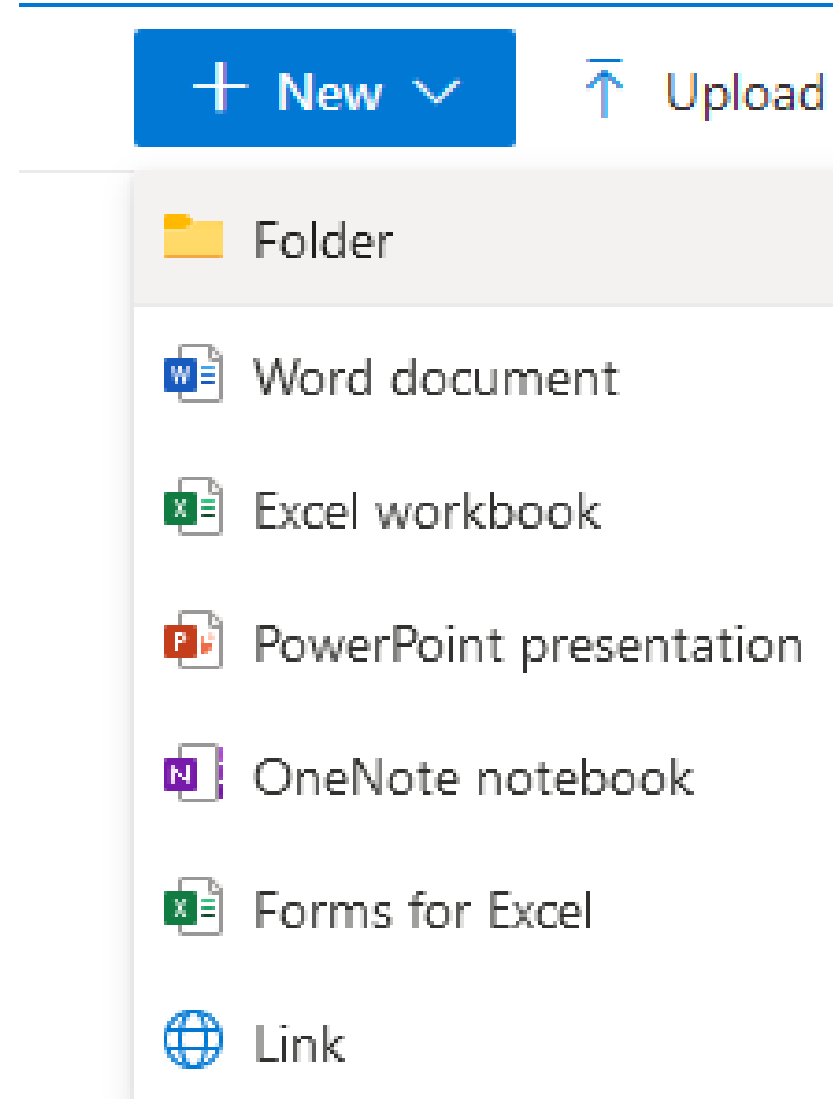 New
Upload
Folder
Word document
Excel workbook
PowerPoint presentation
OneNote notebook
Forms for Excel
Link